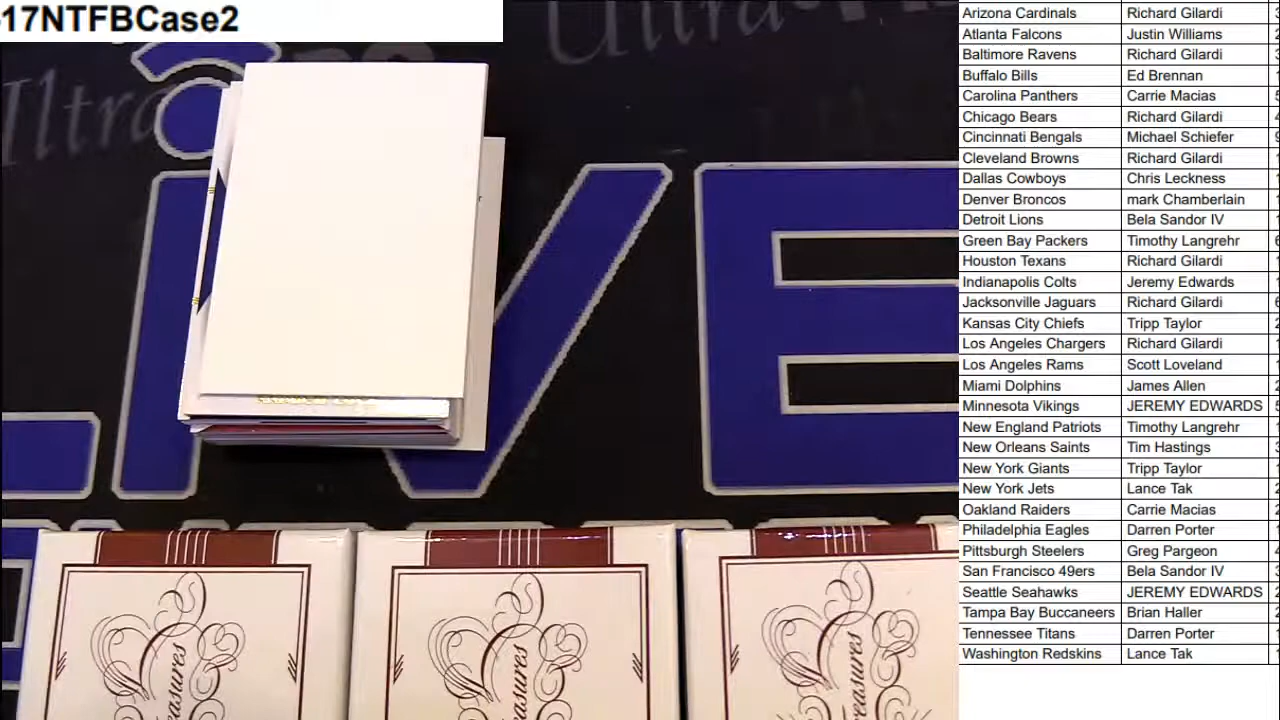 17NTFBCase2
Ultra
Ultra
LIVE
Treasures
Treasures
Treasures
Arizona Cardinals Richard Gilardi
Atlanta Falcons Justin Williams
Baltimore Ravens Richard Gilardi
Buffalo Bills Ed Brennan
Carolina Panthers Carrie Macias
Chicago Bears Richard Gilardi
Cincinnati Bengals Michael Schiefer
Cleveland Browns Richard Gilardi
Dallas Cowboys Chris Leckness
Denver Broncos mark Chamberlain
Detroit Lions Bela Sandor IV
Green Bay Packers Timothy Langrehr
Houston Texans Richard Gilardi
Indianapolis Colts Jeremy Edwards
Jacksonville Jaguars Richard Gilardi
Kansas City Chiefs Tripp Taylor
Los Angeles Chargers Richard Gilardi
Los Angeles Rams Scott Loveland
Miami Dolphins James Allen
Minnesota Vikings JEREMY EDWARDS
New England Patriots Timothy Langrehr
New Orleans Saints Tim Hastings
New York Giants Tripp Taylor
New York Jets Lance Tak
Oakland Raiders Carrie Macias
Philadelphia Eagles Darren Porter
Pittsburgh Steelers Greg Pargeon
San Francisco 49ers Bela Sandor IV
Seattle Seahawks JEREMY EDWARDS
Tampa Bay Buccaneers Brian Haller
Tennessee Titans Darren Porter
Washington Redskins Lance Tak